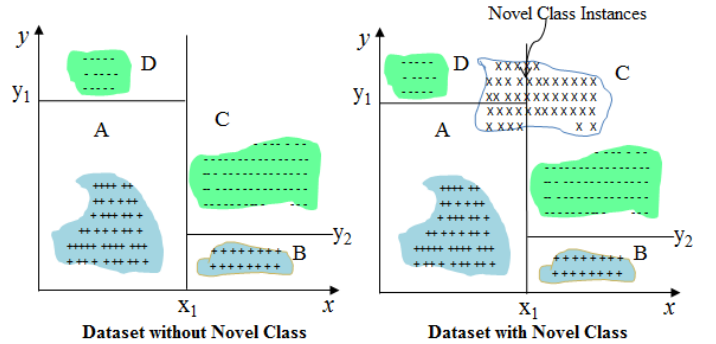 Novel Class Instances
y
D
y1
A
C
B
y2
x1
x
Dataset without Novel Class
y
D
C
y1
A
B
y2
x1
x
Dataset with Novel Class